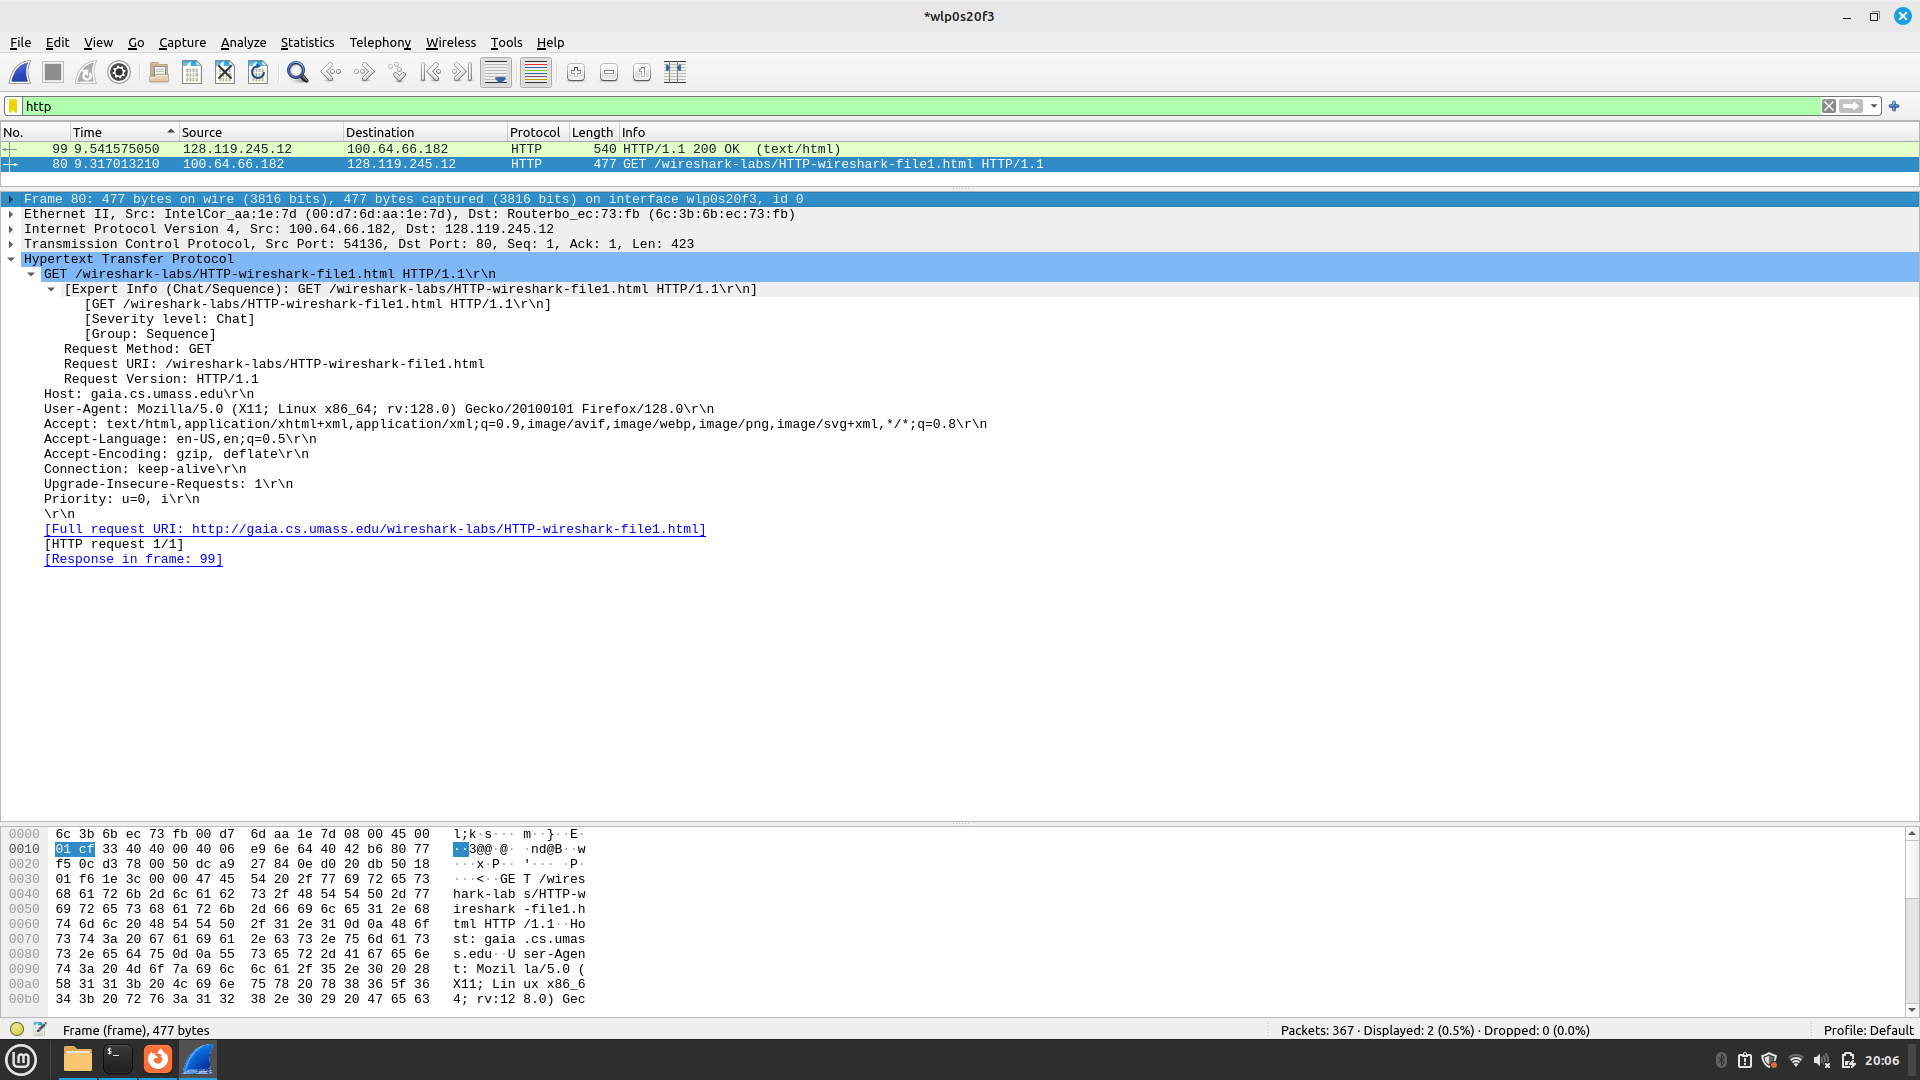 *wlp0s20f3
File Edit View Go Capture Analyze Statistics Telephony Wireless Tools Help
http
No. Time Source Destination Protocol Length Info
99 9.541575050 128.119.245.12 100.64.66.182 HTTP 540 HTTP/1.1 200 OK (text/html)
80 9.317013210 100.64.66.182 128.119.245.12 HTTP 477 GET /wireshark-labs/HTTP-wireshark-file1.html HTTP/1.1
Frame 80: 477 bytes on wire (3816 bits), 477 bytes captured (3816 bits) on interface wlp0s20f3, id 0
Ethernet II, Src: IntelCor_aa:1e:7d (00:d7:6d:aa:1e:7d), Dst: Routerbo_ec:73:fb (6c:3b:6b:ec:73:fb)
Internet Protocol Version 4, Src: 100.64.66.182, Dst: 128.119.245.12
Transmission Control Protocol, Src Port: 54136, Dst Port: 80, Seq: 1, Ack: 1, Len: 423
Hypertext Transfer Protocol
GET /wireshark-labs/HTTP-wireshark-file1.html HTTP/1.1\r\n
[Expert Info (Chat/Sequence): GET /wireshark-labs/HTTP-wireshark-file1.html HTTP/1.1\r\n]
[GET /wireshark-labs/HTTP-wireshark-file1.html HTTP/1.1\r\n]
[Severity level: Chat]
[Group: Sequence]
Request Method: GET
Request URI: /wireshark-labs/HTTP-wireshark-file1.html
Request Version: HTTP/1.1
Host: gaia.cs.umass.edu\r\n
User-Agent: Mozilla/5.0 (X11; Linux x86_64; rv:128.0) Gecko/20100101 Firefox/128.0\r\n
Accept: text/html,application/xhtml+xml,application/xml;q=0.9,image/avif,image/webp,image/png,image/svg+xml,*/*;q=0.8\r\n
Accept-Language: en-US,en;q=0.5\r\n
Accept-Encoding: gzip, deflate\r\n
Connection: keep-alive\r\n
Upgrade-Insecure-Requests: 1\r\n
Priority: u=0, i\r\n
\r\n
[Full request URI: http://gaia.cs.umass.edu/wireshark-labs/HTTP-wireshark-file1.html]
[HTTP request 1/1]
[Response in frame: 99]
0000 6c 3b 6b ec 73 fb 00 d7 6d aa 1e 7d 08 00 45 00 l;k·s··· m··}··E·
0010 01 cf 33 40 40 00 40 06 e9 6e 64 40 42 b6 80 77 ··3@@·@· ·nd@B··w
0020 f5 0c d3 78 00 50 dc a9 27 84 0e d0 20 db 50 18 ···x·P·· '··· ·P·
0030 01 f6 1e 3c 00 00 47 45 54 20 2f 77 69 72 65 73 ···<··GE T /wires
0040 68 61 72 6b 2d 6c 61 62 73 2f 48 54 54 50 2d 77 hark-lab s/HTTP-w
0050 69 72 65 73 68 61 72 6b 2d 66 69 6c 65 31 2e 68 ireshark -file1.h
0060 74 6d 6c 20 48 54 54 50 2f 31 2e 31 0d 0a 48 6f tml HTTP /1.1··Ho
0070 73 74 3a 20 67 61 69 61 2e 63 73 2e 75 6d 61 73 st: gaia .cs.umas
0080 73 2e 65 64 75 0d 0a 55 73 65 72 2d 41 67 65 6e s.edu··U ser-Agen
0090 74 3a 20 4d 6f 7a 69 6c 6c 61 2f 35 2e 30 20 28 t: Mozil la/5.0 (
00a0 58 31 31 3b 20 4c 69 6e 75 78 20 78 38 36 5f 36 X11; Lin ux x86_6
00b0 34 3b 20 72 76 3a 31 32 38 2e 30 29 20 47 65 63 4; rv:12 8.0) Gec
Frame (frame), 477 bytes Packets: 367 · Displayed: 2 (0.5%) · Dropped: 0 (0.0%) Profile: Default
20:06